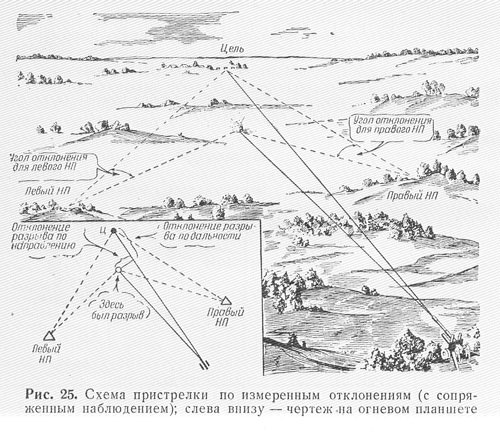 Цель
Угол отклонения
для правого НП
Угол отклонения
для левого НП
Левый НП
Правый НП
Отклонение
разрыва по
направлению
Отклонение разры-
ва по дальности
Ц
Здесь
был разрыв
Правый
НП
Левый
НП
Рис. 25. Схема пристрелки по измеренным отклонениям (с сопря-
женным наблюдением); слева внизу — чертеж на огневом планшете